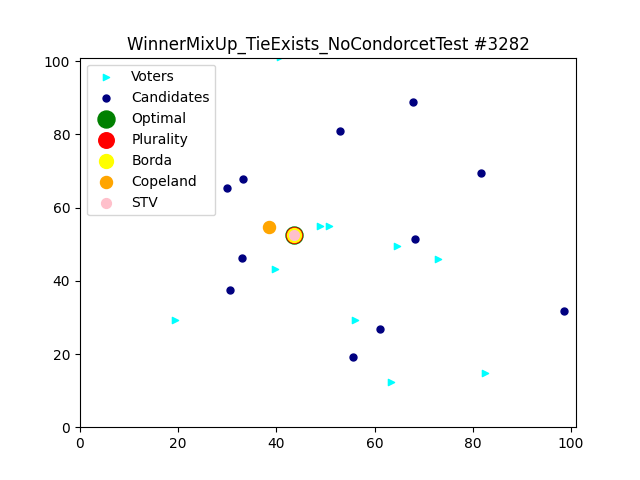 WinnerMixUp_TieExists_NoCondorcetTest #3282
100
80
60
40
20
0
Voters
Candidates
Optimal
Plurality
Borda
Copeland
STV
0
20
40
60
80
100